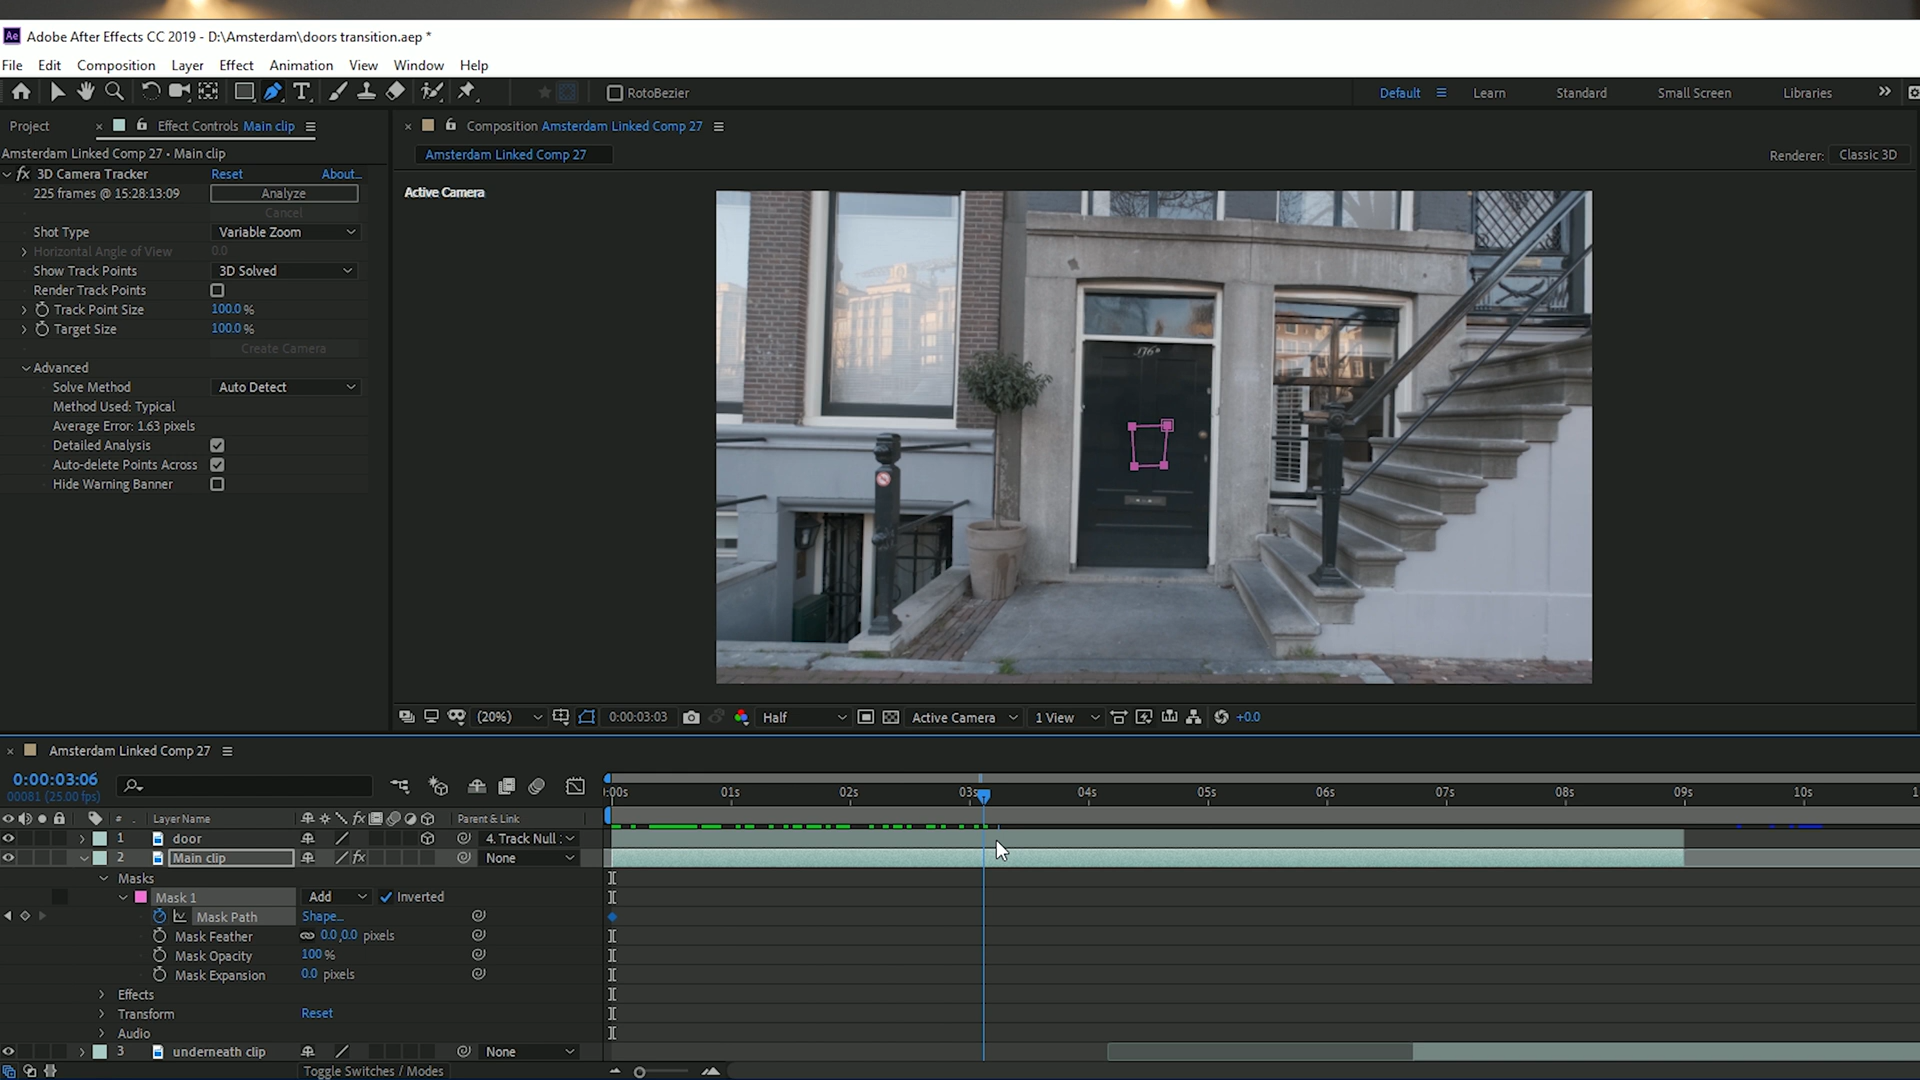 Ae Adobe After Effects CC 2019 - D:\Amsterdam\doors transition.aep *
File Edit Composition Layer Effect Animation View Window Help
RotoBezier Default Learn Standard Small Screen Libraries
Project Effect Controls Main clip
Composition Amsterdam Linked Comp 27
Amsterdam Linked Comp 27 • Main clip
Amsterdam Linked Comp 27
Renderer: Classic 3D
fx 3D Camera Tracker Reset About...
225 frames @ 15:28:13:09 Analyze
Cancel
Shot Type Variable Zoom
Horizontal Angle of View 0.0
Show Track Points 3D Solved
Render Track Points
Track Point Size 100.0 %
Target Size 100.0 %
Create Camera
Advanced
Solve Method Auto Detect
Method Used: Typical
Average Error: 1.63 pixels
Detailed Analysis
Auto-delete Points Across
Hide Warning Banner
Active Camera
176
(20%) 0:00:03:03 Half Active Camera 1 View +0.0
Amsterdam Linked Comp 27
0:00:03:06
00081 (25.00 fps)
:00s 01s 02s 03s 04s 05s 06s 07s 08s 09s 10s 1
# Layer Name fx Parent & Link
1 door 4. Track Null :
2 Main clip fx None
Masks
Mask 1 Add Inverted
Mask Path Shape...
Mask Feather 0.0,0.0 pixels
Mask Opacity 100 %
Mask Expansion 0.0 pixels
Effects
Transform Reset
Audio
3 underneath clip None
Toggle Switches / Modes